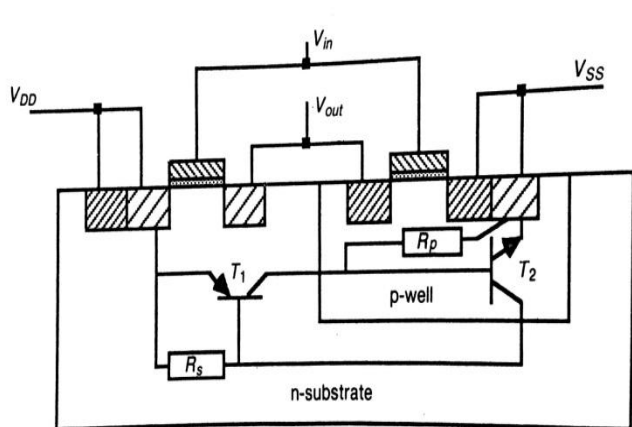 V_in
V_DD
V_SS
V_out
R_p
T_1
T_2
p-well
R_s
n-substrate